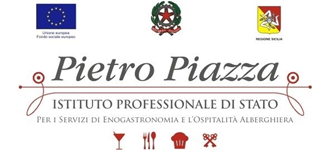 Unione europea
Fondo sociale europeo
REGIONE SICILIA
Pietro Piazza
ISTITUTO PROFESSIONALE DI STATO
PER I SERVIZI DI ENOGASTRONOMIA E L'OSPITALITÀ ALBERGHIERA